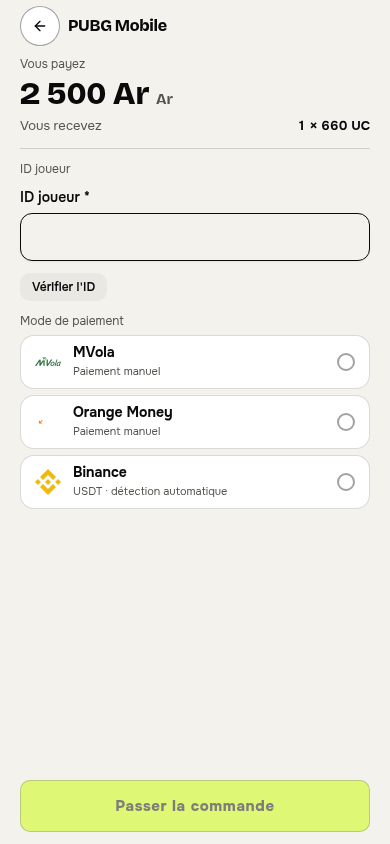 PUBG Mobile
Vous payez
2 500 Ar Ar
Vous recevez 1 × 660 UC
ID joueur
ID joueur *
Vérifier l'ID
Mode de paiement
MVola
MVola
Paiement manuel
Orange Money
Paiement manuel
Binance
USDT · détection automatique
Passer la commande